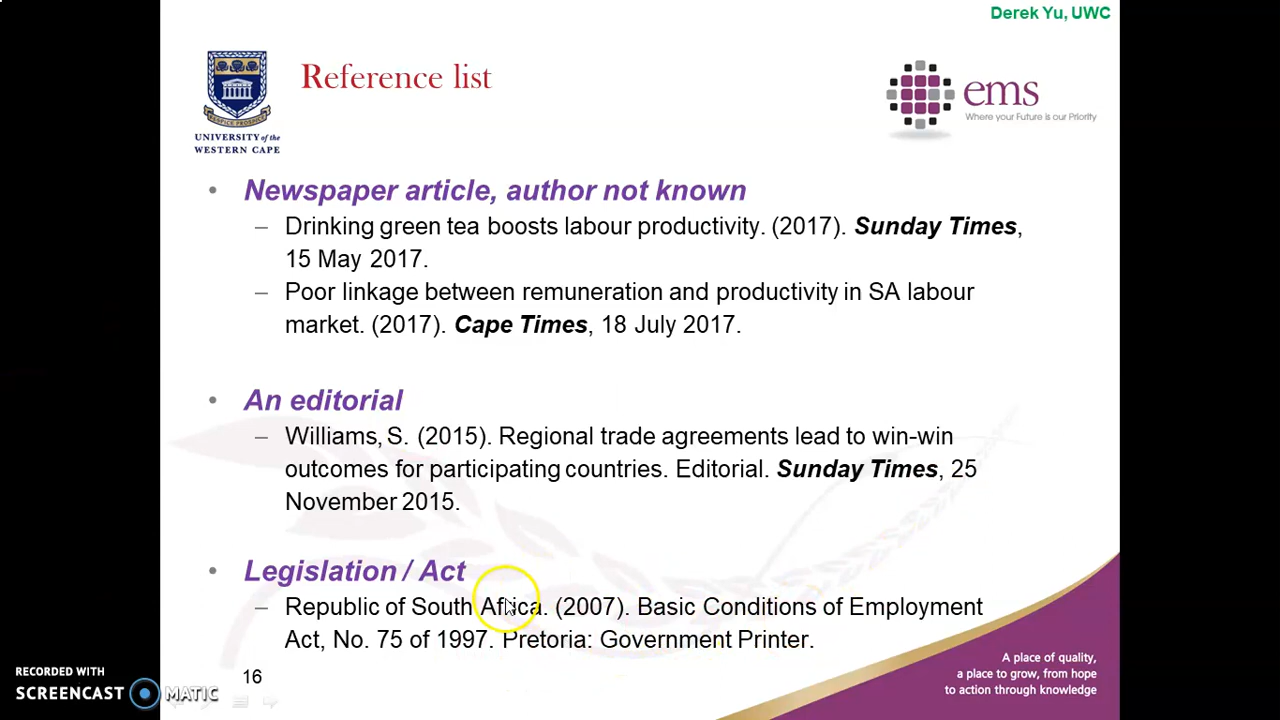 Derek Yu, UWC
Reference list
UNIVERSITY of the
WESTERN CAPE
ems
Where your Future is our Priority
• Newspaper article, author not known
– Drinking green tea boosts labour productivity. (2017). Sunday Times,
15 May 2017.
– Poor linkage between remuneration and productivity in SA labour
market. (2017). Cape Times, 18 July 2017.
• An editorial
– Williams, S. (2015). Regional trade agreements lead to win-win
outcomes for participating countries. Editorial. Sunday Times, 25
November 2015.
• Legislation / Act
– Republic of South Africa. (2007). Basic Conditions of Employment
Act, No. 75 of 1997. Pretoria: Government Printer.
A place of quality,
a place to grow, from hope
to action through knowledge
16
RECORDED WITH
SCREENCAST MATIC